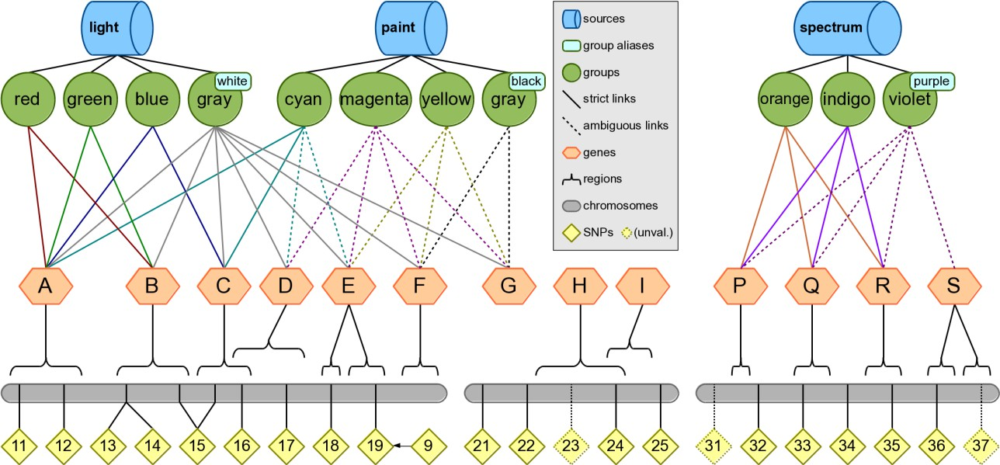 light
paint
spectrum
sources
group aliases
groups
strict links
ambiguous links
genes
regions
chromosomes
SNPs (unval.)
white
black
purple
red green blue gray cyan magenta yellow gray orange indigo violet
A B C D E F G H I P Q R S
11 12 13 14 15 16 17 18 19 9 21 22 23 24 25 31 32 33 34 35 36 37